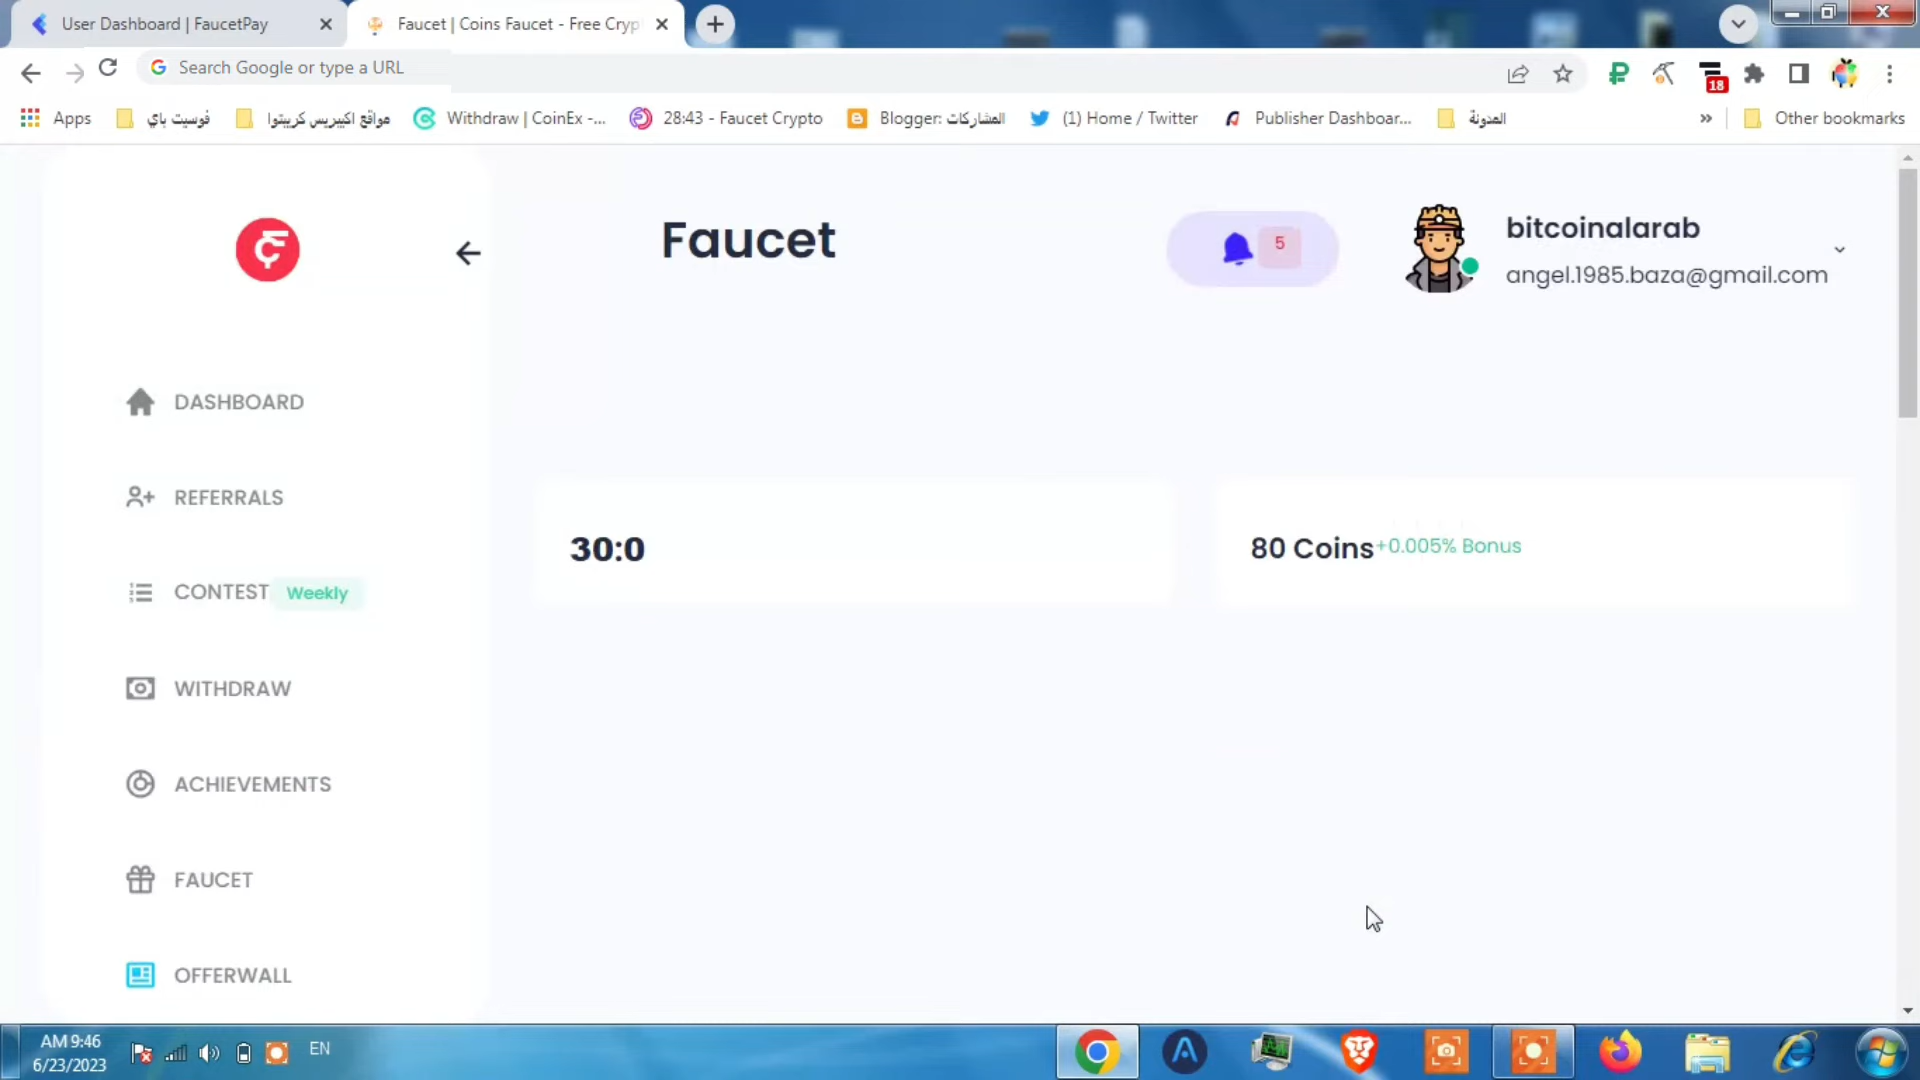 User Dashboard | FaucetPay
Faucet | Coins Faucet - Free Cryp
Search Google or type a URL
18
Apps
فوسيت باي
مواقع اكبيريس كريبتوا
Withdraw | CoinEx -...
28:43 - Faucet Crypto
Blogger: المشاركات
(1) Home / Twitter
Publisher Dashboar...
المدونة
»
Other bookmarks
Faucet
5
bitcoinalarab
angel.1985.baza@gmail.com
DASHBOARD
REFERRALS
CONTEST Weekly
WITHDRAW
ACHIEVEMENTS
FAUCET
OFFERWALL
30:0
80 Coins +0.005% Bonus
AM 9:46
6/23/2023
EN